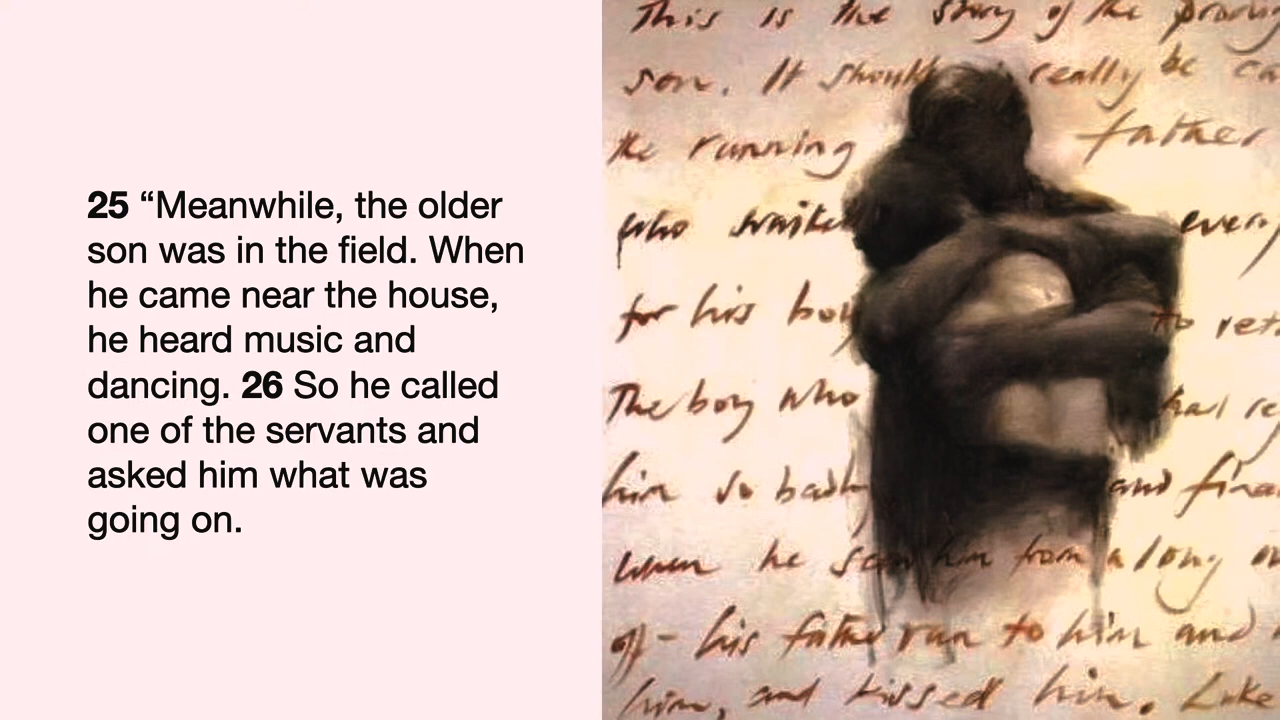 25 “Meanwhile, the older
son was in the field. When
he came near the house,
he heard music and
dancing. 26 So he called
one of the servants and
asked him what was
going on.
This is the story of the
son. It should really be
the running father
who waited every
for his boy to
The boy who had
him so badly and
when he saw him from a long
off - his father ran to him and
him, and kissed him. Luke